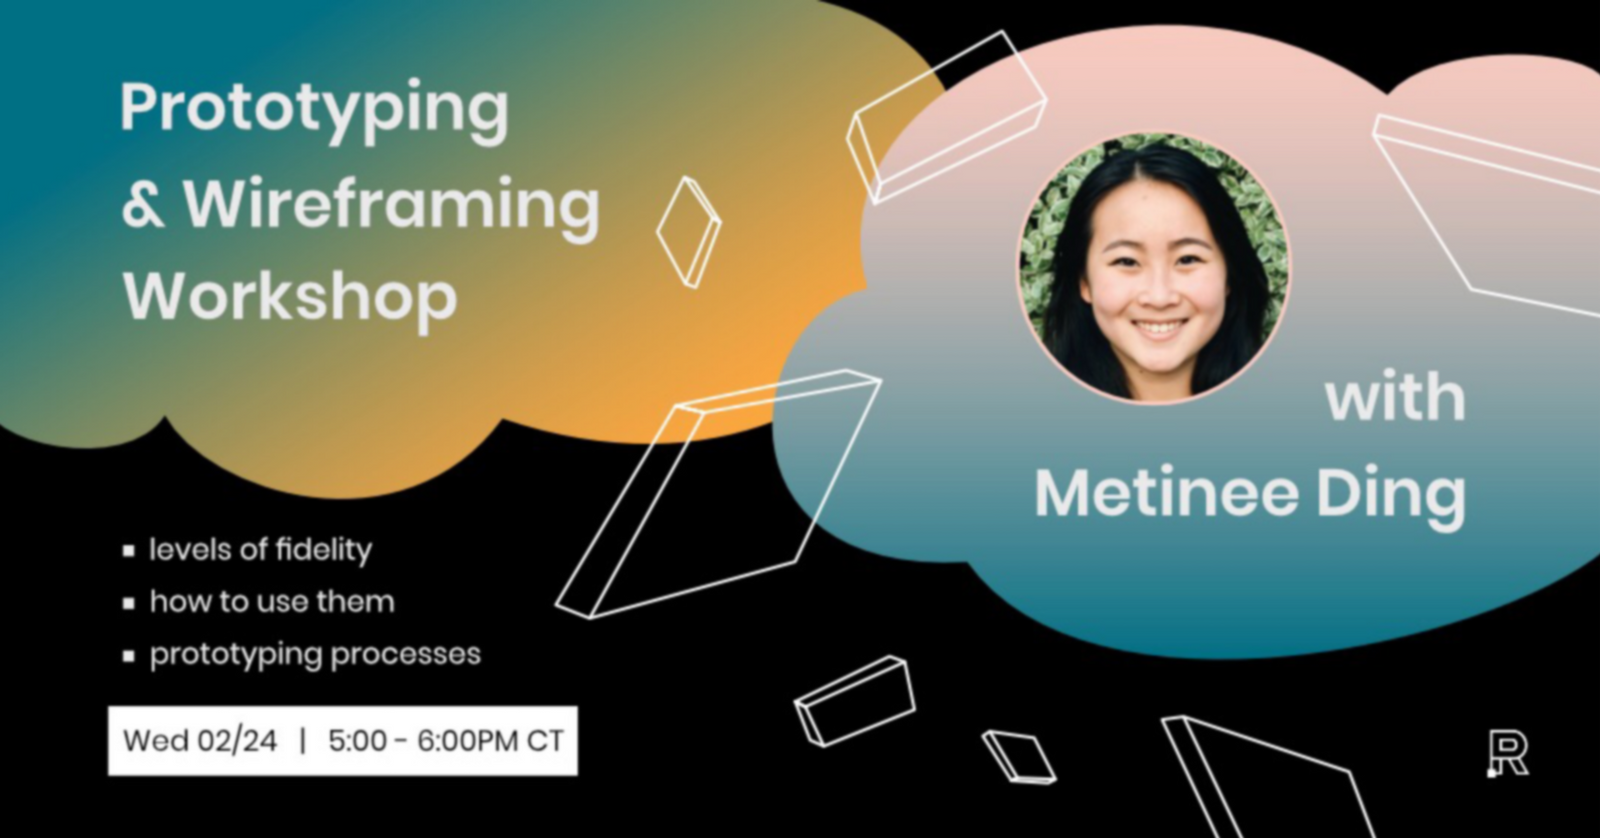 Prototyping
& Wireframing
Workshop
with
Metinee Ding
▪ levels of fidelity
▪ how to use them
▪ prototyping processes
Wed 02/24 | 5:00 - 6:00PM CT
R